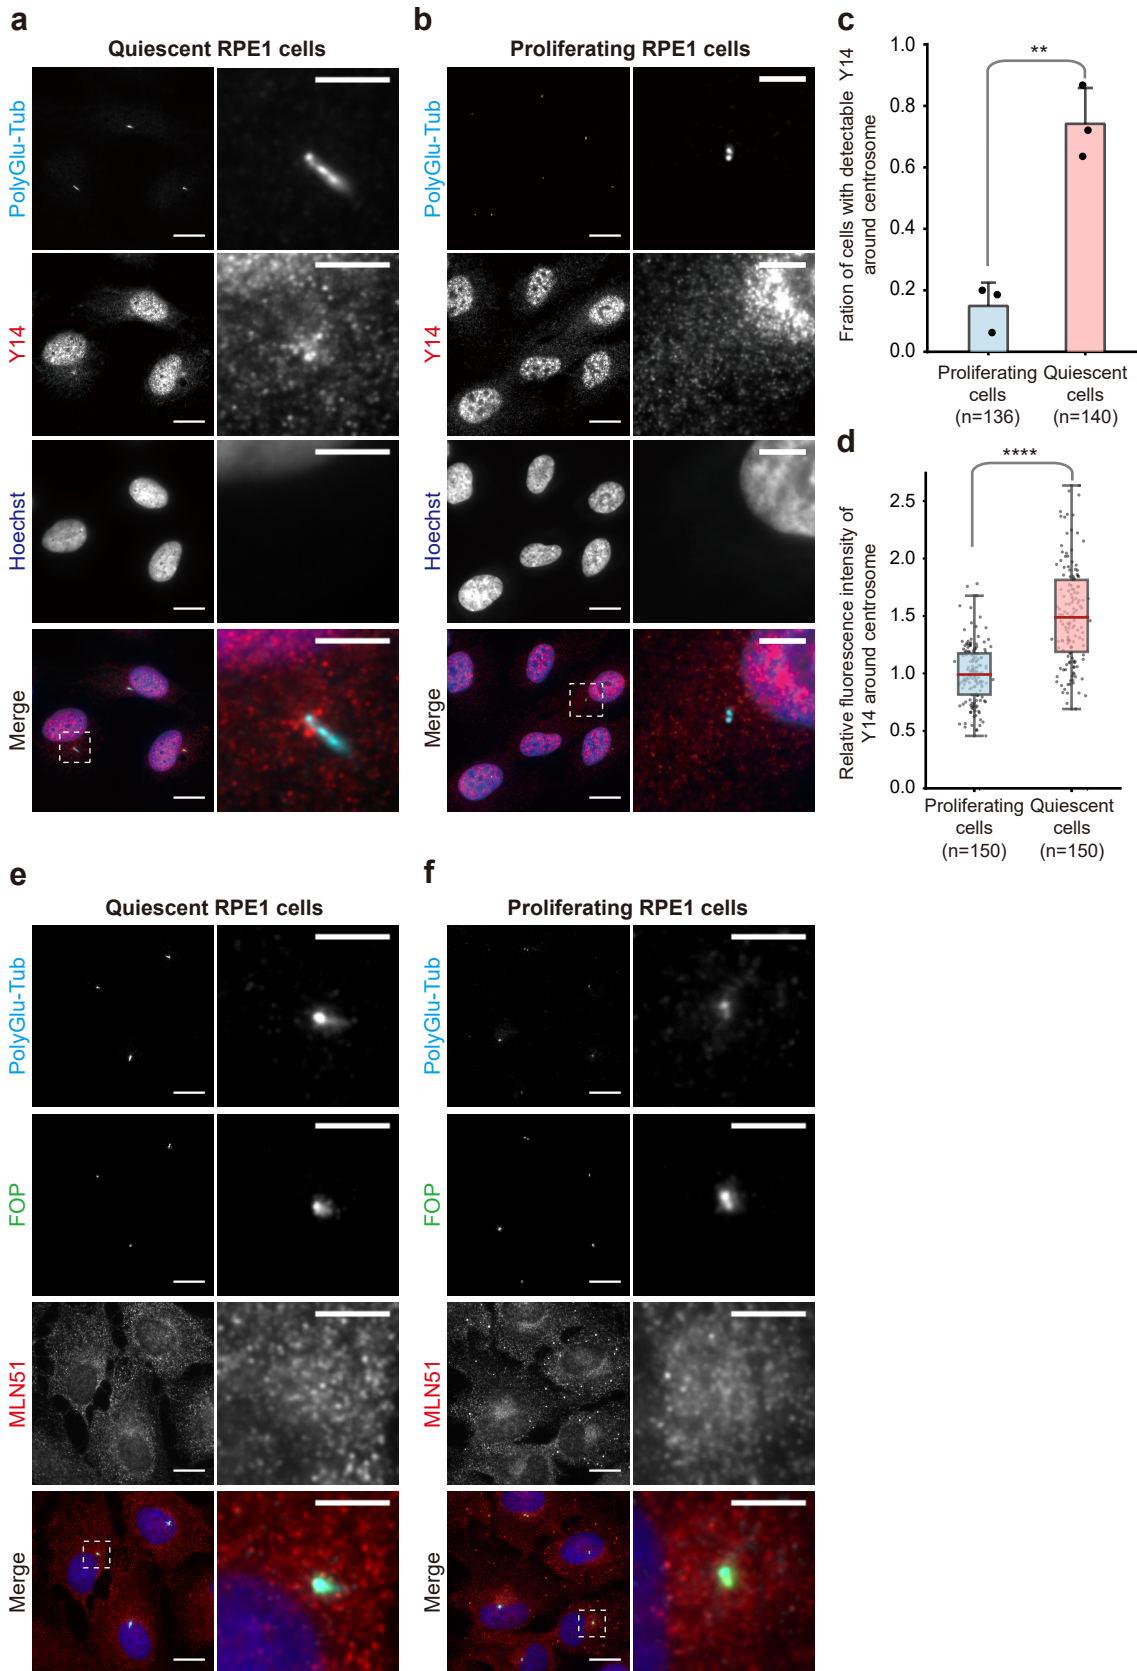 a
Quiescent RPE1 cells
PolyGlu-Tub
Y14
Hoechst
Merge
b
Proliferating RPE1 cells
PolyGlu-Tub
Y14
Hoechst
Merge
c
Fration of cells with detectable Y14
around centrosome
1.0
0.8
0.6
0.4
0.2
0.0
**
Proliferating
cells
(n=136)
Quiescent
cells
(n=140)
d
Relative fluorescence intensity of
Y14 around centrosome
2.5
2.0
1.5
1.0
0.5
0.0
****
Proliferating
cells
(n=150)
Quiescent
cells
(n=150)
e
Quiescent RPE1 cells
PolyGlu-Tub
FOP
MLN51
Merge
f
Proliferating RPE1 cells
PolyGlu-Tub
FOP
MLN51
Merge